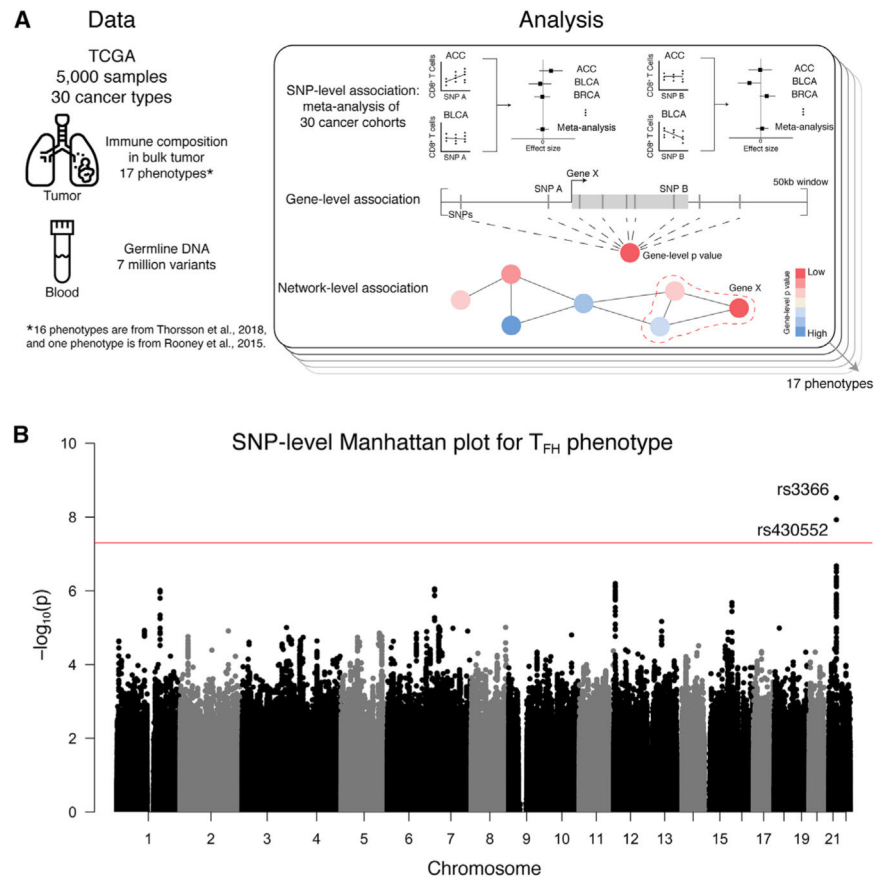 A
Data
Analysis
TCGA
5,000 samples
30 cancer types
Immune composition
in bulk tumor
17 phenotypes*
Tumor
Germline DNA
7 million variants
Blood
*16 phenotypes are from Thorsson et al., 2018,
and one phenotype is from Rooney et al., 2015.
SNP-level association:
meta-analysis of
30 cancer cohorts
ACC
CD8⁺ T Cells
SNP A
BLCA
CD8⁺ T Cells
SNP A
ACC
BLCA
BRCA
⋮
Meta-analysis
0
Effect size
ACC
CD8⁺ T Cells
SNP B
BLCA
CD8⁺ T Cells
SNP B
ACC
BLCA
BRCA
⋮
Meta-analysis
0
Effect size
Gene-level association
SNPs
SNP A
Gene X
SNP B
50kb window
Gene-level p value
Network-level association
Gene X
Gene-level p value
Low
High
17 phenotypes
B
SNP-level Manhattan plot for T_FH phenotype
rs3366
rs430552
−log₁₀(p)
10
8
6
4
2
0
1 2 3 4 5 6 7 8 9 10 11 12 13 15 17 19 21
Chromosome